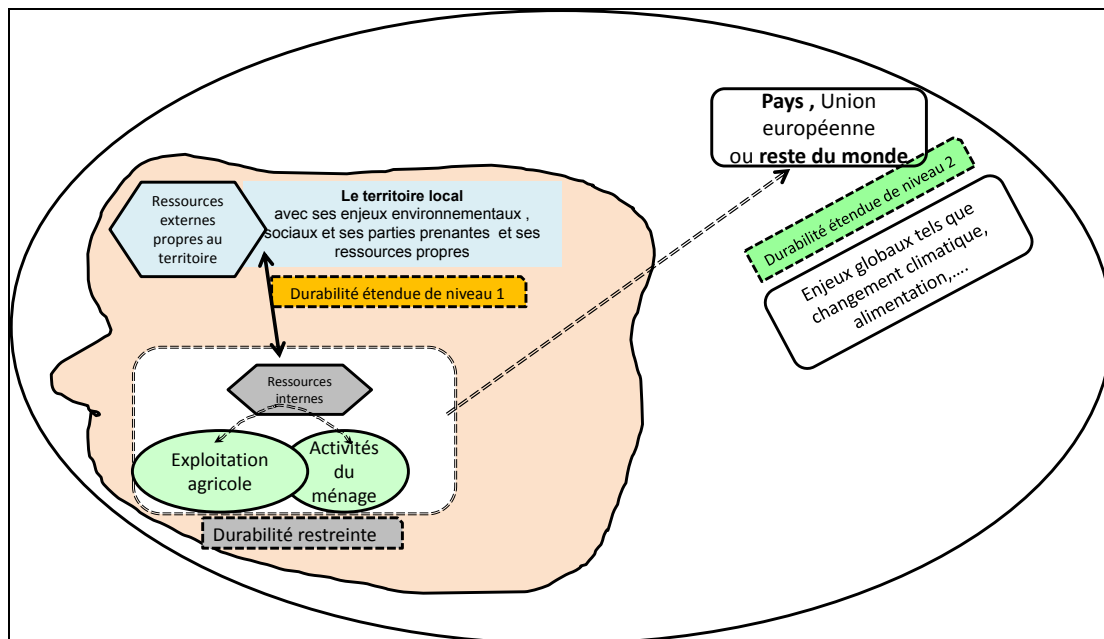 Pays , Union
européenne
ou reste du monde
Durabilité étendue de niveau 2
Enjeux globaux tels que
changement climatique,
alimentation,....
Ressources
externes
propres au
territoire
Le territoire local
avec ses enjeux environnementaux ,
sociaux et ses parties prenantes et ses
ressources propres
Durabilité étendue de niveau 1
Ressources
internes
Exploitation
agricole
Activités
du
ménage
Durabilité restreinte